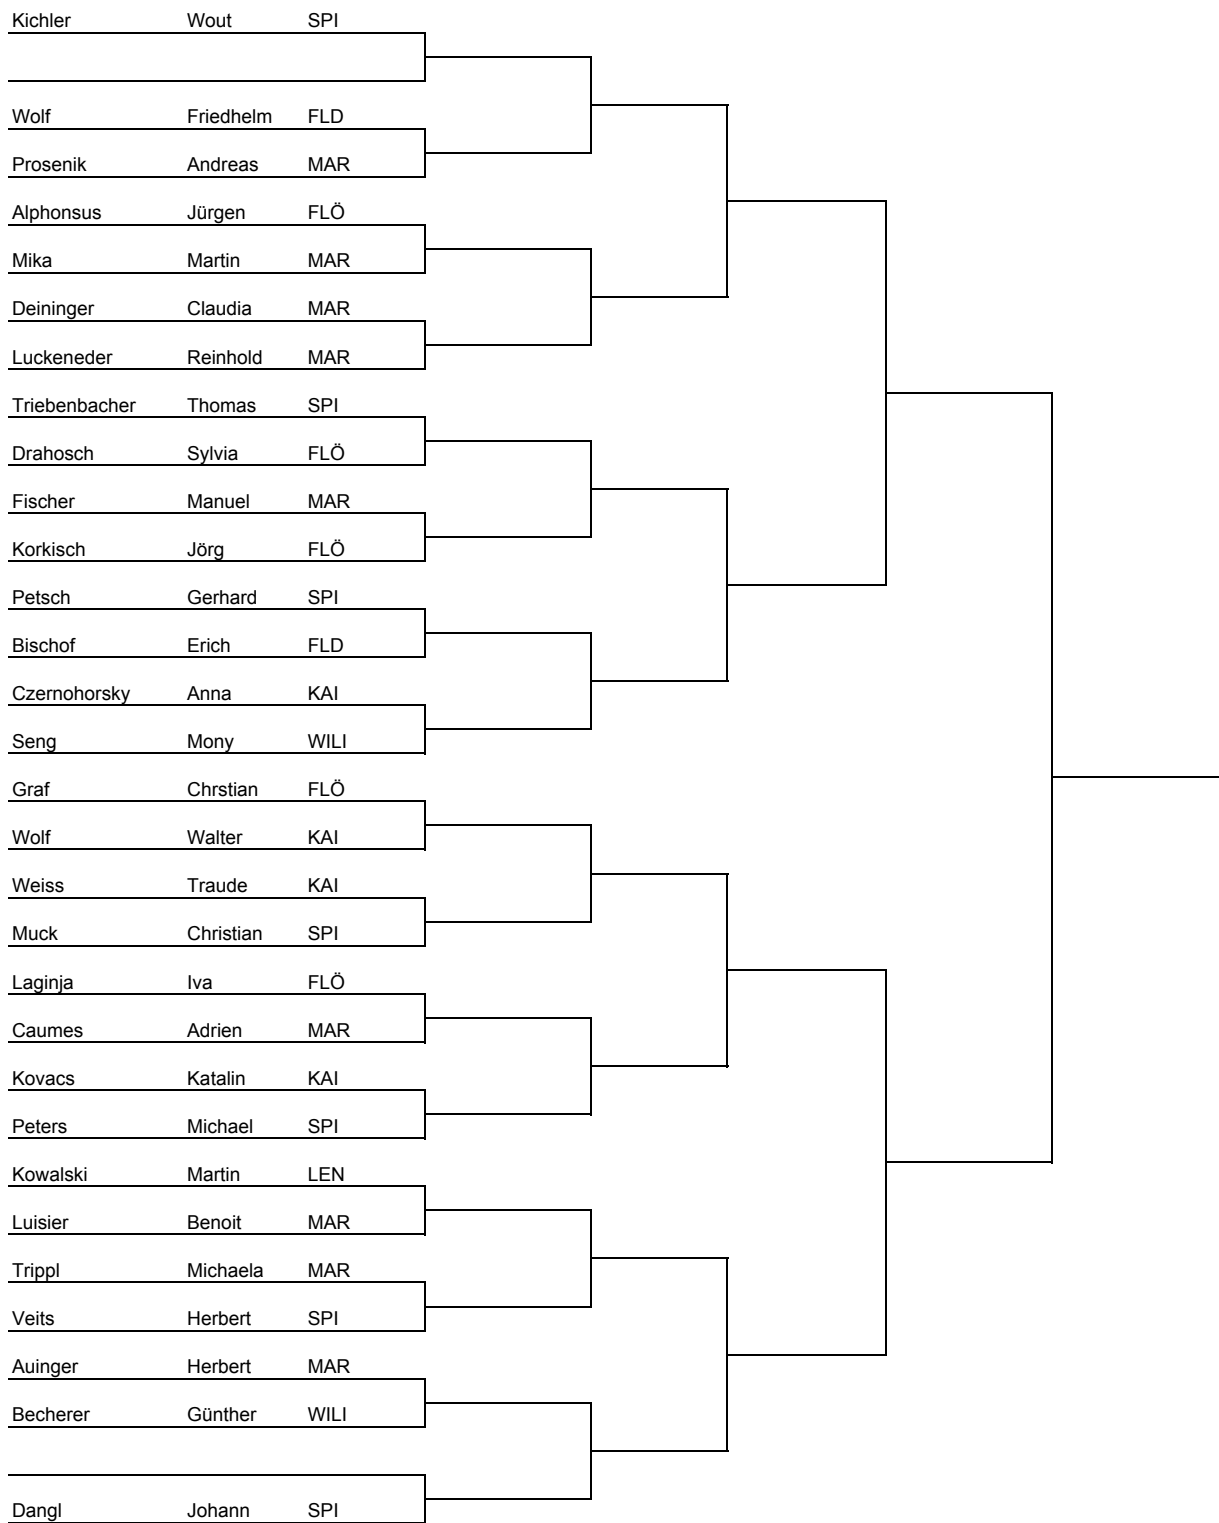 Kichler Wout SPI
Wolf Friedhelm FLD
Prosenik Andreas MAR
Alphonsus Jürgen FLÖ
Mika Martin MAR
Deininger Claudia MAR
Luckeneder Reinhold MAR
Triebenbacher Thomas SPI
Drahosch Sylvia FLÖ
Fischer Manuel MAR
Korkisch Jörg FLÖ
Petsch Gerhard SPI
Bischof Erich FLD
Czernohorsky Anna KAI
Seng Mony WILI
Graf Chrstian FLÖ
Wolf Walter KAI
Weiss Traude KAI
Muck Christian SPI
Laginja Iva FLÖ
Caumes Adrien MAR
Kovacs Katalin KAI
Peters Michael SPI
Kowalski Martin LEN
Luisier Benoit MAR
Trippl Michaela MAR
Veits Herbert SPI
Auinger Herbert MAR
Becherer Günther WILI
Dangl Johann SPI